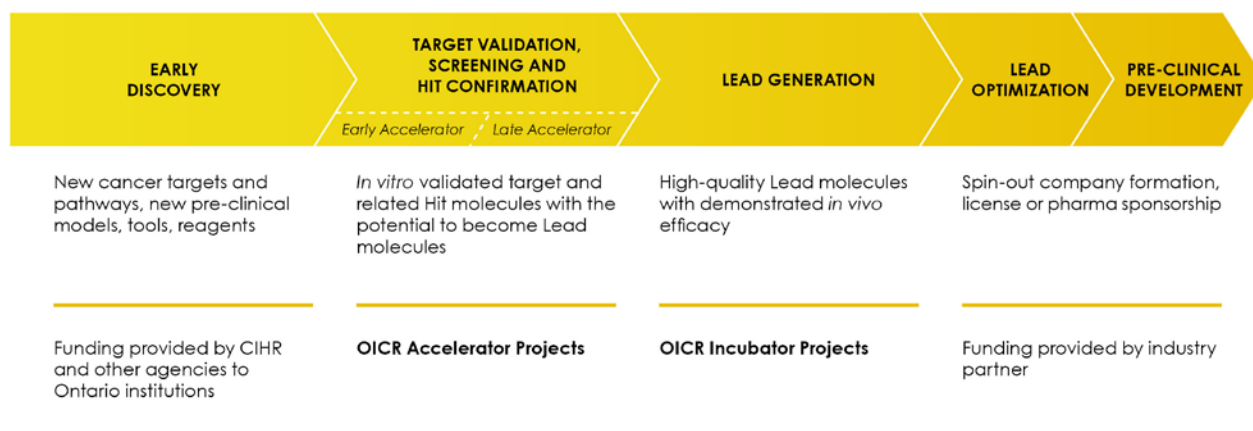 EARLY
DISCOVERY
TARGET VALIDATION,
SCREENING AND
HIT CONFIRMATION
Early Accelerator
Late Accelerator
LEAD GENERATION
LEAD
OPTIMIZATION
PRE-CLINICAL
DEVELOPMENT
New cancer targets and
pathways, new pre-clinical
models, tools, reagents
In vitro validated target and
related Hit molecules with the
potential to become Lead
molecules
High-quality Lead molecules
with demonstrated in vivo
efficacy
Spin-out company formation,
license or pharma sponsorship
Funding provided by CIHR
and other agencies to
Ontario institutions
OICR Accelerator Projects
OICR Incubator Projects
Funding provided by industry
partner